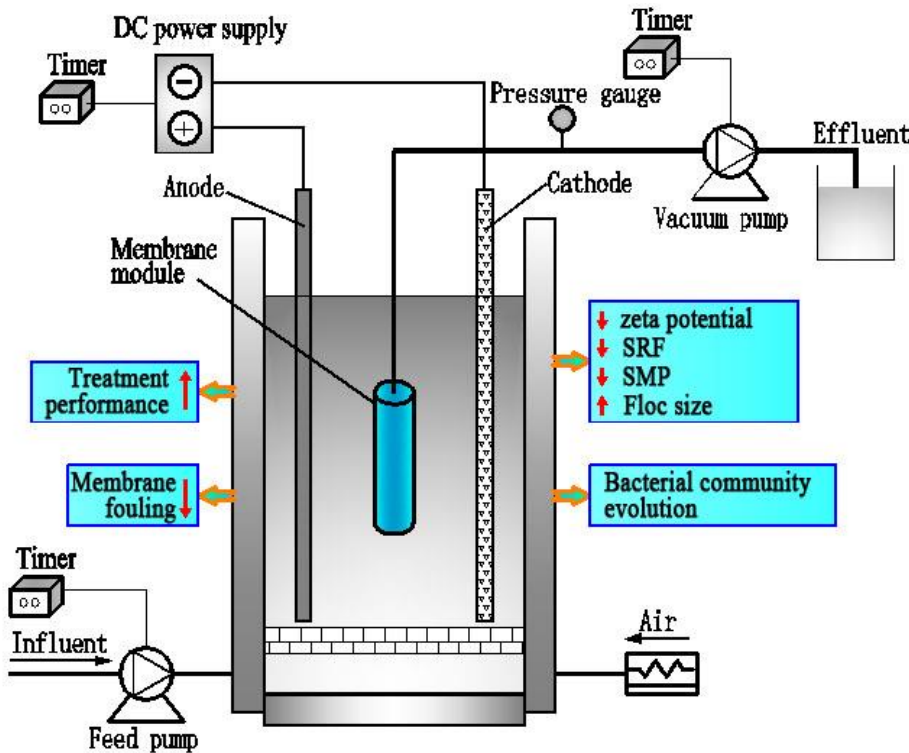 DC power supply
Timer
Timer
Pressure gauge
Effluent
Anode
Cathode
Vacuum pump
Membrane
module
zeta potential
SRF
SMP
Floc size
Treatment
performance
Membrane
fouling
Bacterial community
evolution
Timer
Influent
Air
Feed pump